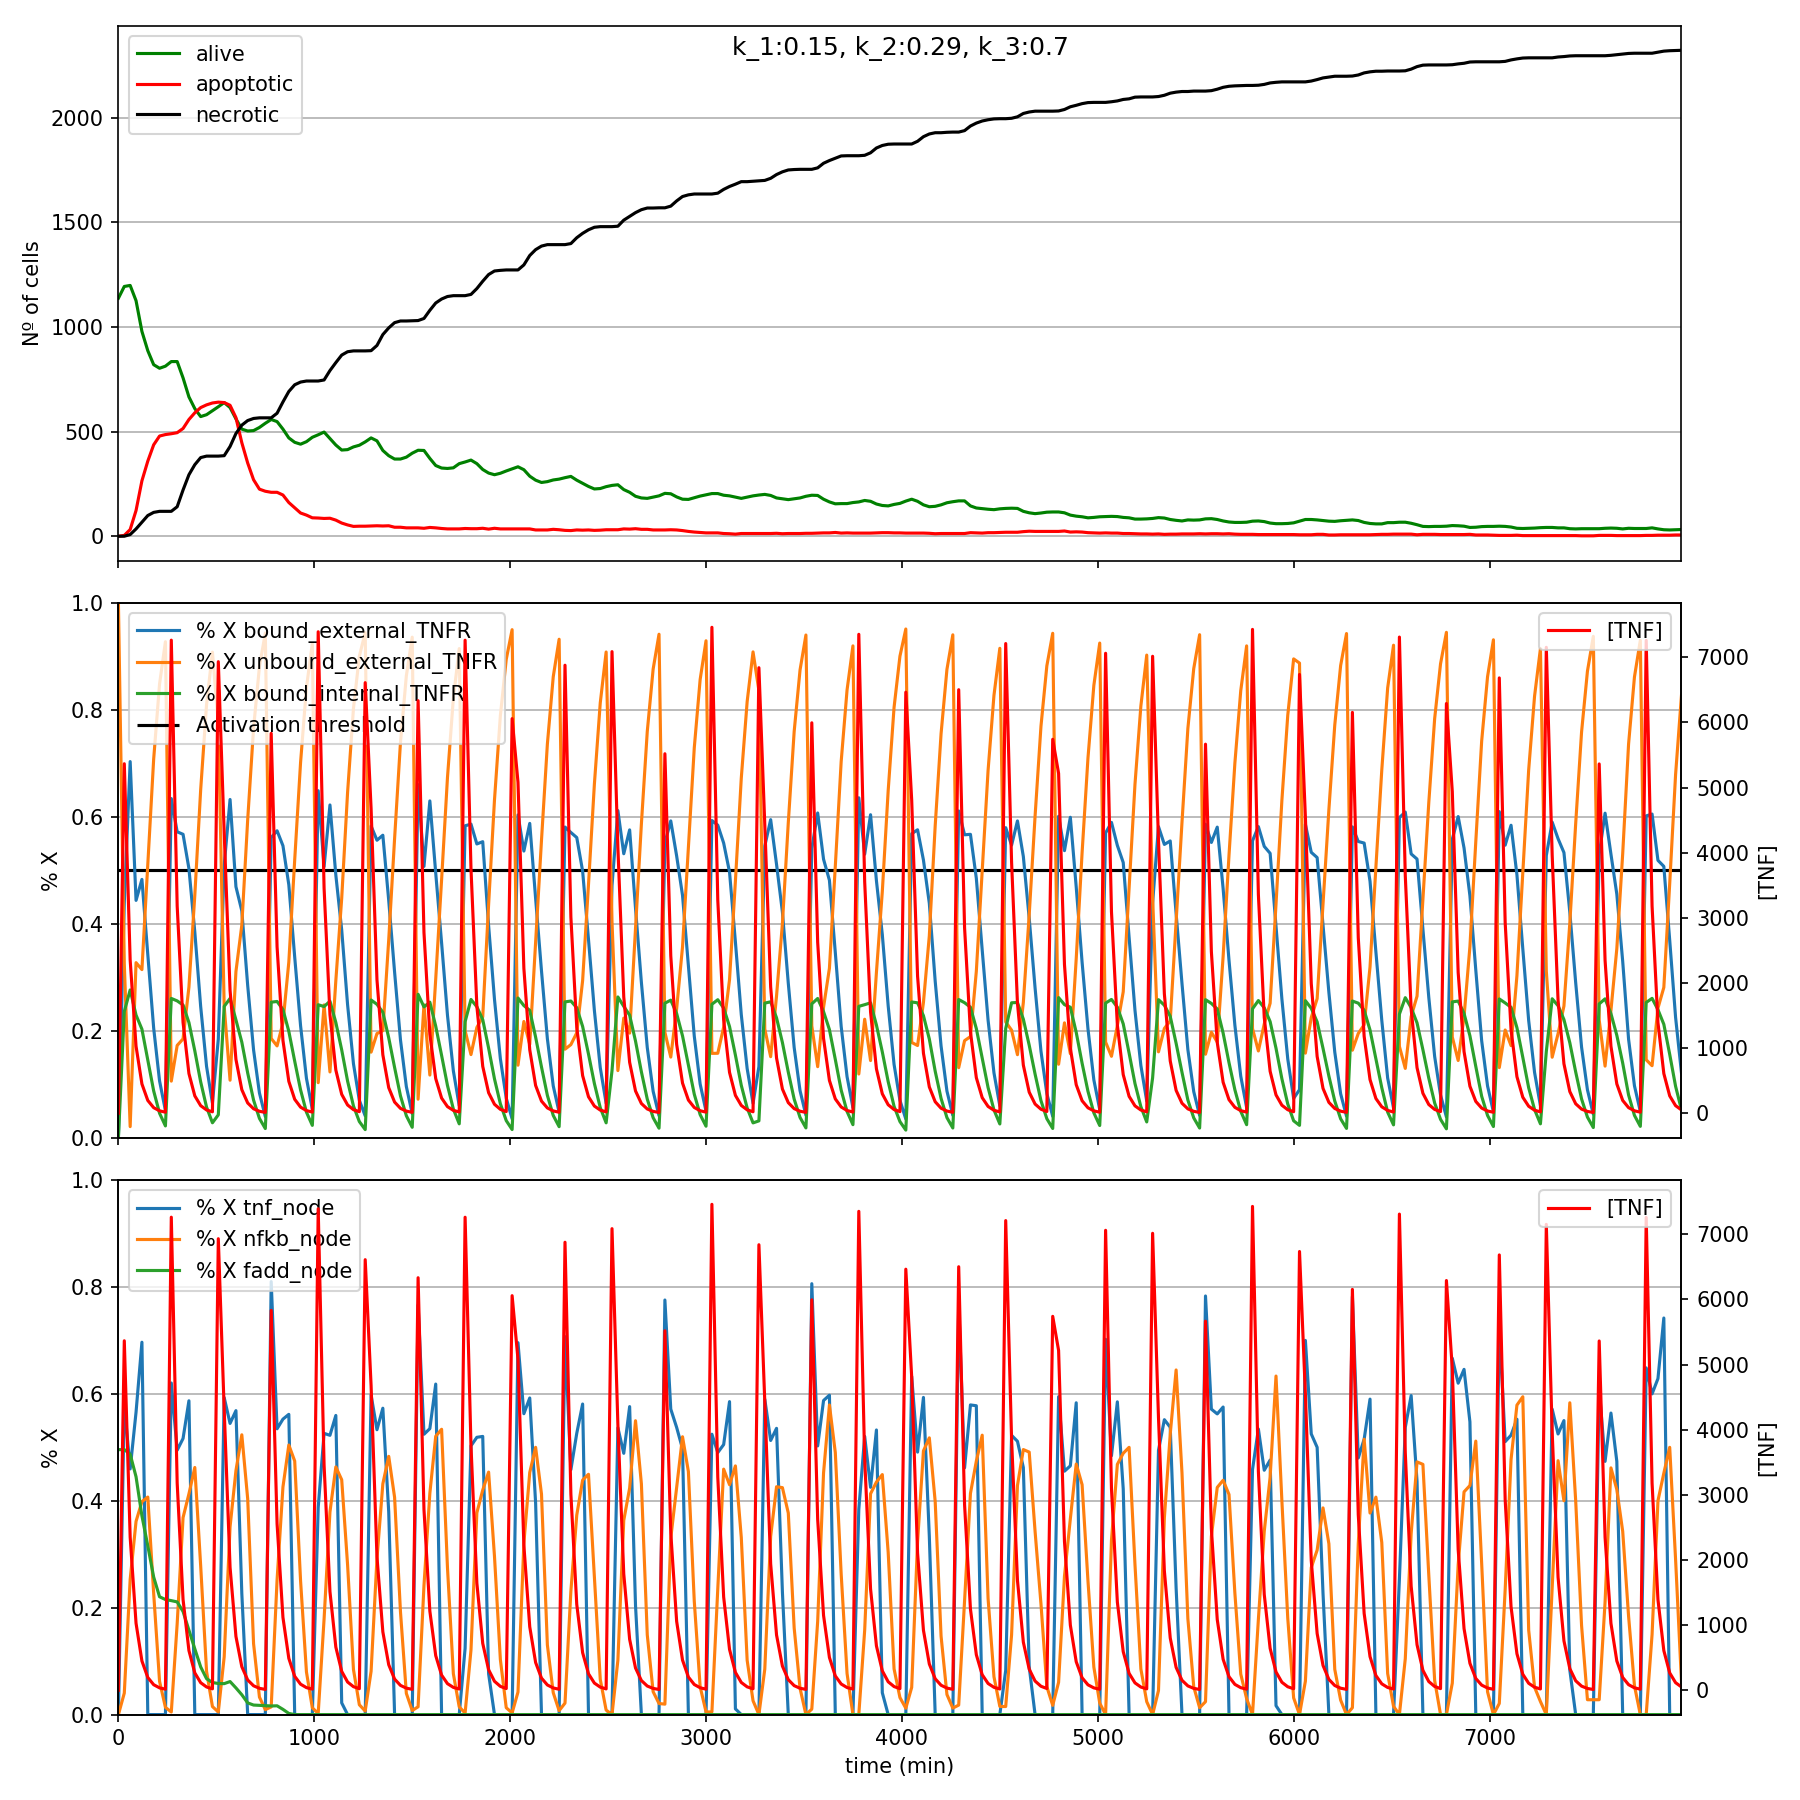 k_1:0.15, k_2:0.29, k_3:0.7
alive
apoptotic
necrotic
Nº of cells
2000
1500
1000
500
0
% X bound_external_TNFR
% X unbound_external_TNFR
% X bound_internal_TNFR
Activation threshold
[TNF]
% X
1.0
0.8
0.6
0.4
0.2
0.0
7000
6000
5000
4000
3000
2000
1000
0
[TNF]
% X tnf_node
% X nfkb_node
% X fadd_node
[TNF]
% X
1.0
0.8
0.6
0.4
0.2
0.0
7000
6000
5000
4000
3000
2000
1000
0
[TNF]
0 1000 2000 3000 4000 5000 6000 7000
time (min)